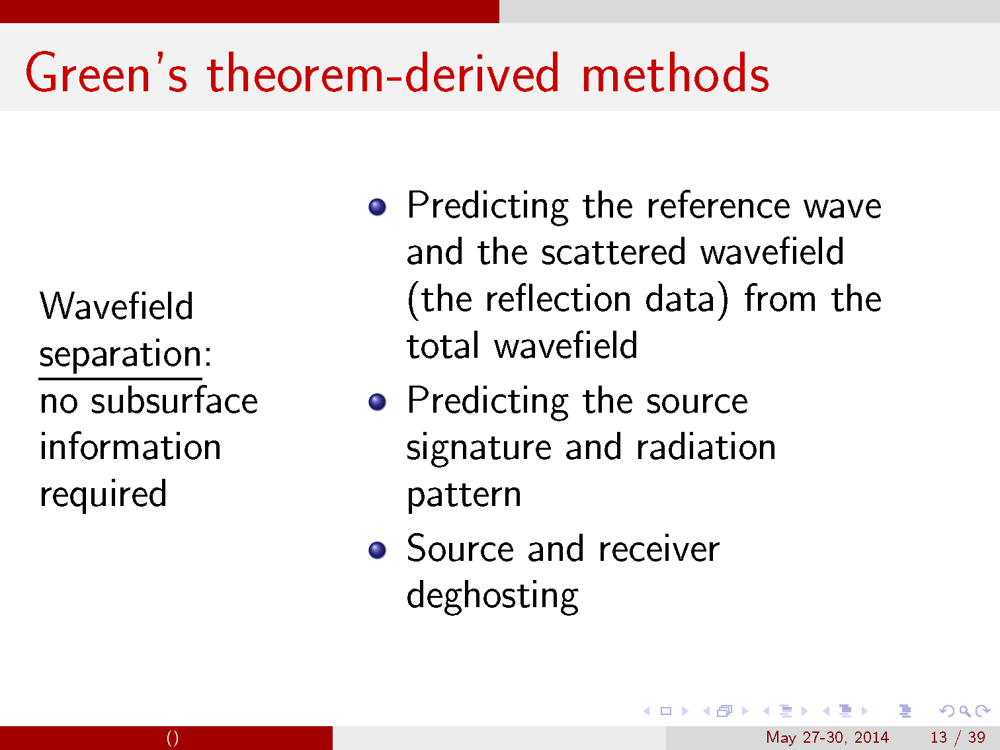 Green's theorem-derived methods
Wavefield
separation:
no subsurface
information
required
Predicting the reference wave
and the scattered wavefield
(the reflection data) from the
total wavefield
Predicting the source
signature and radiation
pattern
Source and receiver
deghosting
()
May 27-30, 2014
13 / 39